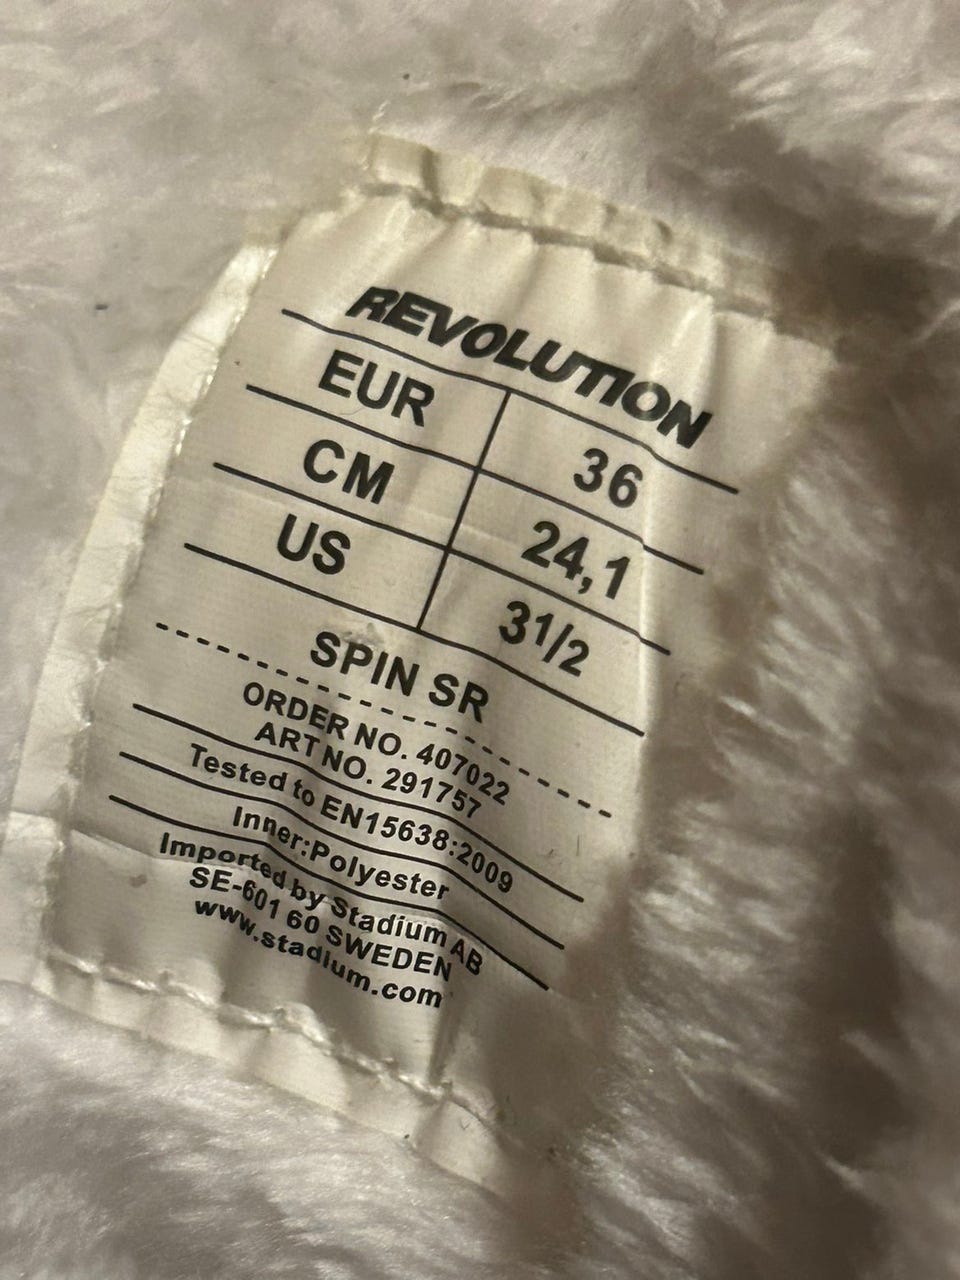 REVOLUTION
EUR 36
CM 24,1
US 31/2
SPIN SR
ORDER NO. 407022
ART NO. 291757
Tested to EN15638:2009
Inner:Polyester
Imported by Stadium AB
SE-601 60 SWEDEN
www.stadium.com